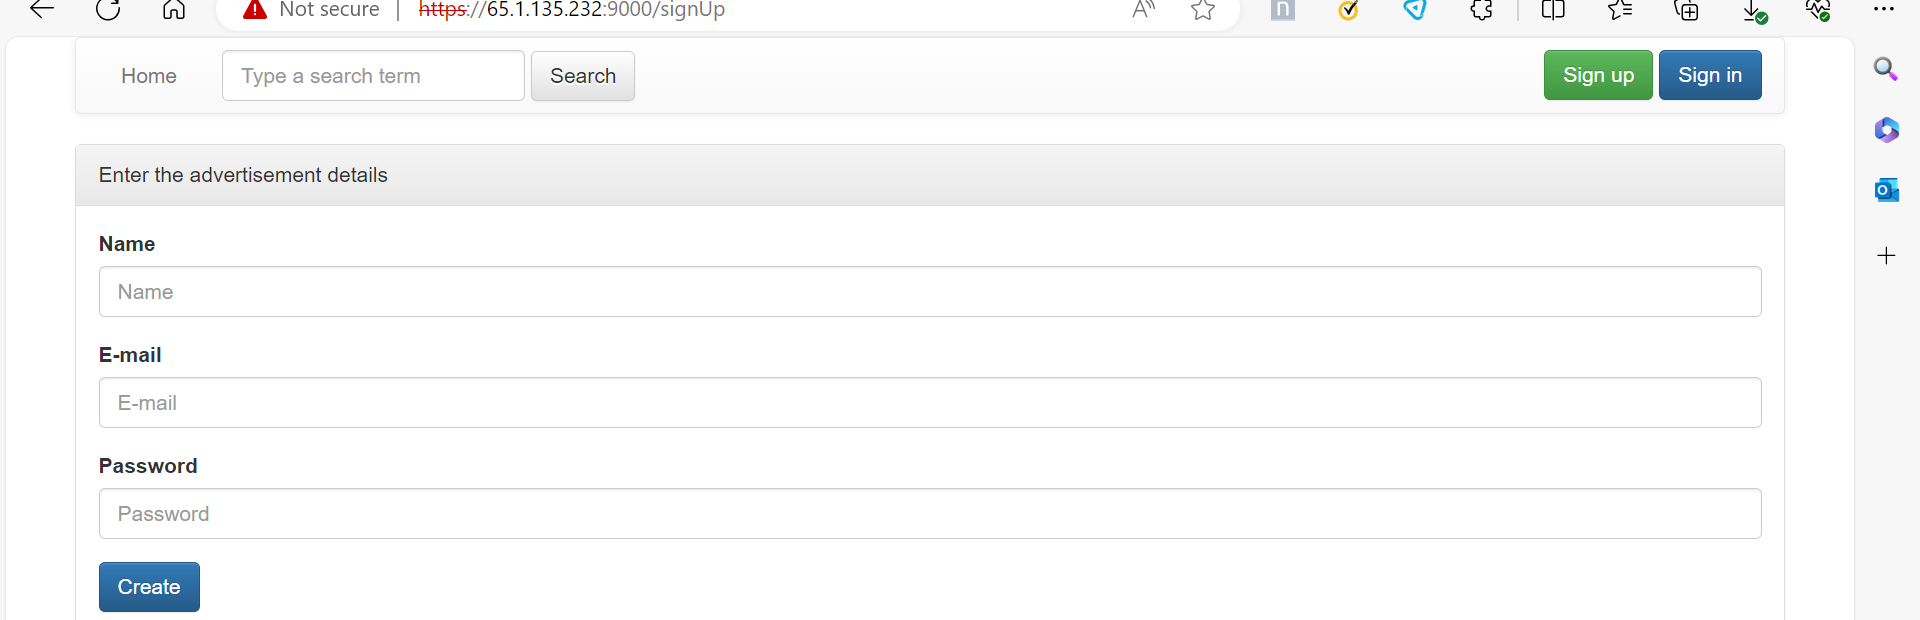 Not secure | https://65.1.135.232:9000/signUp
Home Type a search term Search Sign up Sign in
Enter the advertisement details
Name
Name
E-mail
E-mail
Password
Password
Create